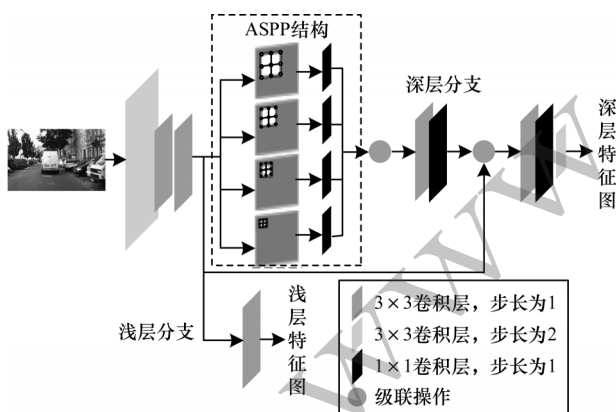 ASPP结构
深层分支
深层特征图
浅层分支
浅层特征图
3×3卷积层，步长为1
3×3卷积层，步长为2
1×1卷积层，步长为1
级联操作
WWW